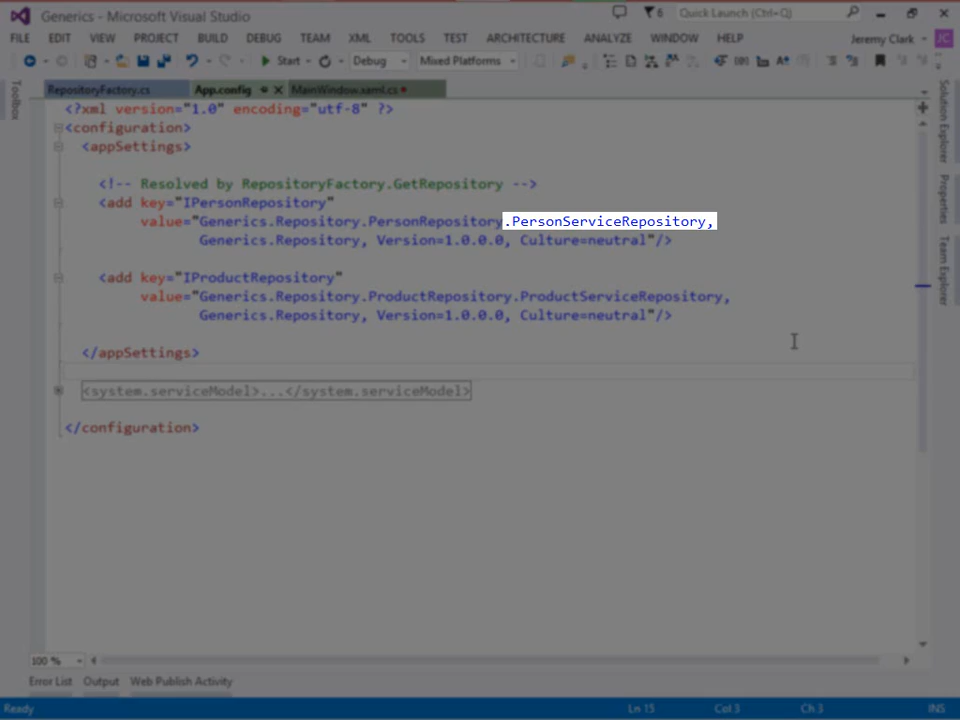 Generics - Microsoft Visual Studio
6
Quick Launch (Ctrl+Q)
FILE EDIT VIEW PROJECT BUILD DEBUG TEAM XML TOOLS TEST ARCHITECTURE ANALYZE WINDOW HELP
Jeremy Clark JC
Start Debug Mixed Platforms
Toolbox
RepositoryFactory.cs App.config MainWindow.xaml.cs
<?xml version="1.0" encoding="utf-8" ?>
<configuration>
<appSettings>
<!-- Resolved by RepositoryFactory.GetRepository -->
<add key="IPersonRepository"
value="Generics.Repository.PersonRepository.PersonServiceRepository,
Generics.Repository, Version=1.0.0.0, Culture=neutral"/>
<add key="IProductRepository"
value="Generics.Repository.ProductRepository.ProductServiceRepository,
Generics.Repository, Version=1.0.0.0, Culture=neutral"/>
</appSettings>
<system.serviceModel>...</system.serviceModel>
</configuration>
Solution Explorer
Properties
Team Explorer
100 %
Error List Output Web Publish Activity
Ready Ln 15 Col 3 Ch 3 INS